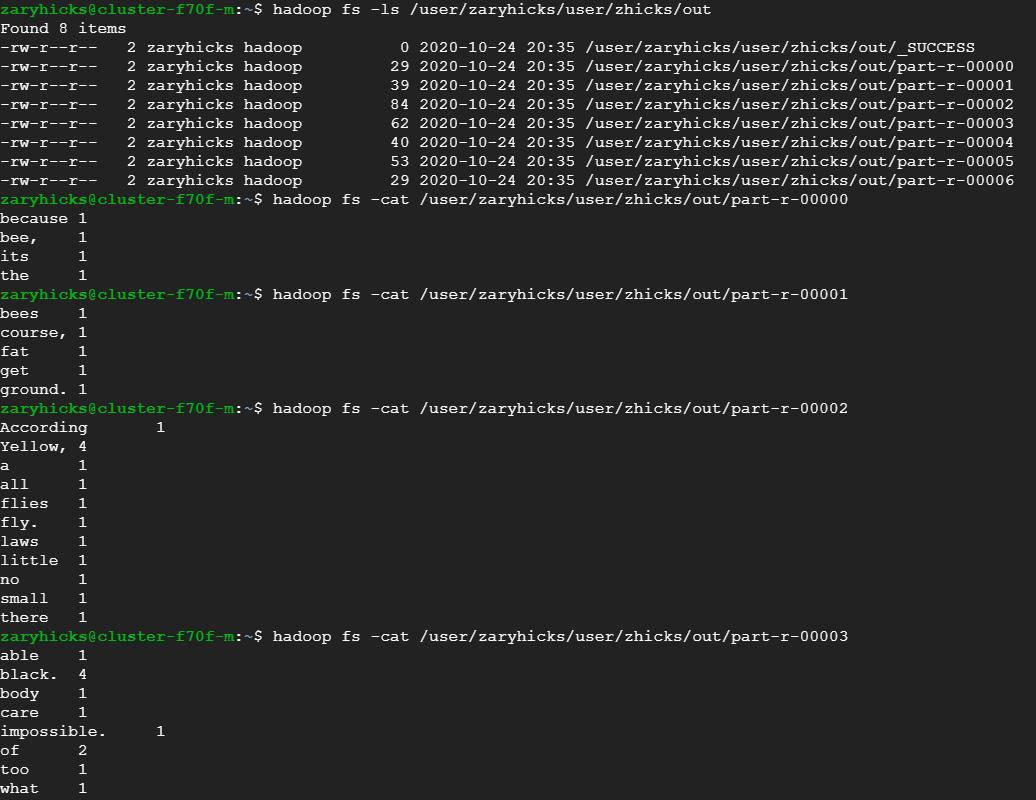 zaryhicks@cluster-f70f-m:~$ hadoop fs -ls /user/zaryhicks/user/zhicks/out
Found 8 items
-rw-r--r--   2 zaryhicks hadoop          0 2020-10-24 20:35 /user/zaryhicks/user/zhicks/out/_SUCCESS
-rw-r--r--   2 zaryhicks hadoop         29 2020-10-24 20:35 /user/zaryhicks/user/zhicks/out/part-r-00000
-rw-r--r--   2 zaryhicks hadoop         39 2020-10-24 20:35 /user/zaryhicks/user/zhicks/out/part-r-00001
-rw-r--r--   2 zaryhicks hadoop         84 2020-10-24 20:35 /user/zaryhicks/user/zhicks/out/part-r-00002
-rw-r--r--   2 zaryhicks hadoop         62 2020-10-24 20:35 /user/zaryhicks/user/zhicks/out/part-r-00003
-rw-r--r--   2 zaryhicks hadoop         40 2020-10-24 20:35 /user/zaryhicks/user/zhicks/out/part-r-00004
-rw-r--r--   2 zaryhicks hadoop         53 2020-10-24 20:35 /user/zaryhicks/user/zhicks/out/part-r-00005
-rw-r--r--   2 zaryhicks hadoop         29 2020-10-24 20:35 /user/zaryhicks/user/zhicks/out/part-r-00006
zaryhicks@cluster-f70f-m:~$ hadoop fs -cat /user/zaryhicks/user/zhicks/out/part-r-00000
because 1
bee,    1
its     1
the     1
zaryhicks@cluster-f70f-m:~$ hadoop fs -cat /user/zaryhicks/user/zhicks/out/part-r-00001
bees    1
course, 1
fat     1
get     1
ground. 1
zaryhicks@cluster-f70f-m:~$ hadoop fs -cat /user/zaryhicks/user/zhicks/out/part-r-00002
According       1
Yellow, 4
a       1
all     1
flies   1
fly.    1
laws    1
little  1
no      1
small   1
there   1
zaryhicks@cluster-f70f-m:~$ hadoop fs -cat /user/zaryhicks/user/zhicks/out/part-r-00003
able    1
black.  4
body    1
care    1
impossible.     1
of      2
too     1
what    1